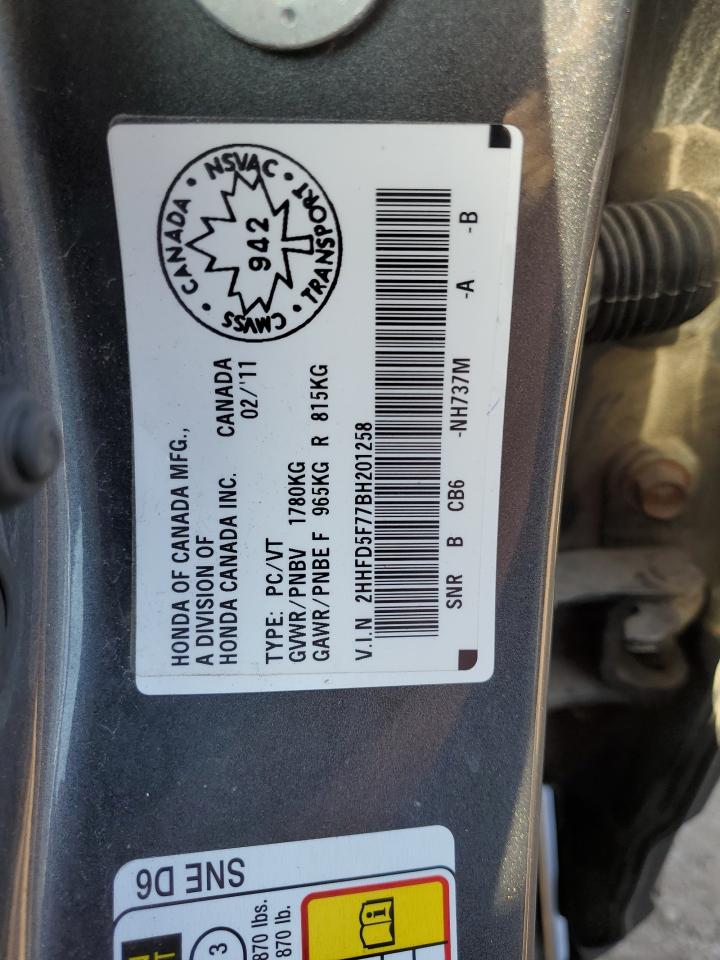 HONDA OF CANADA MFG.,
A DIVISION OF
HONDA CANADA INC. CANADA
02/'11
TYPE: PC/VT
GVWR/PNBV 1780KG
GAWR/PNBE F 965KG R 815KG
V.I.N 2HHFD5F77BH201258
SNR B CB6 -NH737M -A -B
CANADA • NSVAC • TRANSPORT • CMVSS •
942
SNE D6
3
870 lbs.
870 lb.